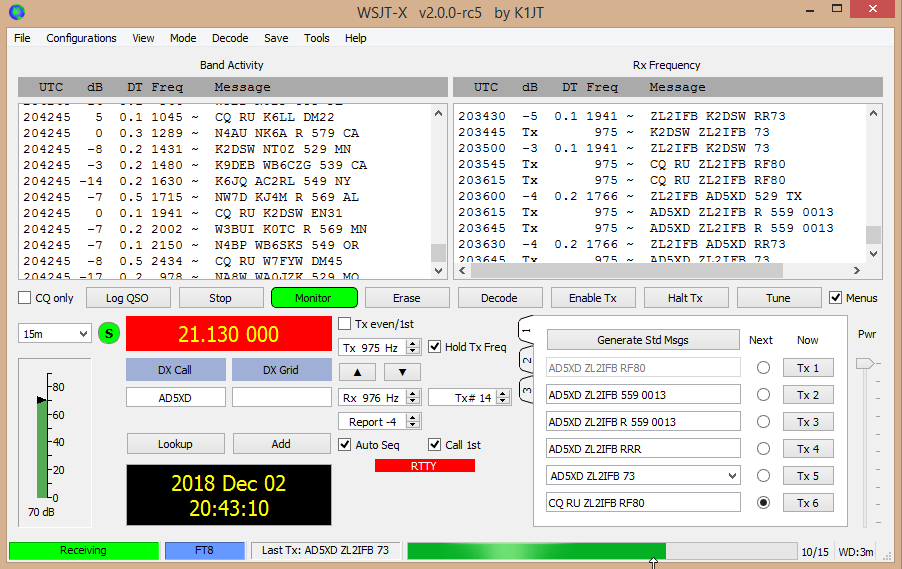 WSJT-X v2.0.0-rc5 by K1JT
File Configurations View Mode Decode Save Tools Help
Band Activity
UTC dB DT Freq Message
204245 5 0.1 1045 ~ CQ RU K6LL DM22
204245 0 0.3 1289 ~ N4AU NK6A R 579 CA
204245 -8 0.2 1431 ~ K2DSW NT0Z 529 MN
204245 -3 0.2 1480 ~ K9DEB WB6CZG 539 CA
204245 -14 0.2 1630 ~ K6JQ AC2RL 549 NY
204245 -7 0.5 1715 ~ NW7D KJ4M R 569 AL
204245 0 0.1 1941 ~ CQ RU K2DSW EN31
204245 -7 0.2 2002 ~ W3BUI K0TC R 569 MN
204245 -7 0.1 2150 ~ N4BP WB6SKS 549 OR
204245 -8 0.5 2434 ~ CQ RU W7FYW DM45
204245 -17 0.2 978 ~ NA8W WA0JZK 529 MO
Rx Frequency
UTC dB DT Freq Message
203430 -5 0.1 1941 ~ ZL2IFB K2DSW RR73
203445 Tx 975 ~ K2DSW ZL2IFB 73
203500 -3 0.1 1941 ~ ZL2IFB K2DSW 73
203545 Tx 975 ~ CQ RU ZL2IFB RF80
203615 Tx 975 ~ CQ RU ZL2IFB RF80
203600 -4 0.2 1766 ~ ZL2IFB AD5XD 529 TX
203615 Tx 975 ~ AD5XD ZL2IFB R 559 0013
203615 Tx 975 ~ AD5XD ZL2IFB R 559 0013
203630 -4 0.2 1766 ~ ZL2IFB AD5XD RR73
203645 Tx 975 ~ AD5XD ZL2IFB 73
CQ only Log QSO Stop Monitor Erase Decode Enable Tx Halt Tx Tune Menus
15m S 21.130 000
DX Call DX Grid
AD5XD
Lookup Add
2018 Dec 02
20:43:10
80
60
40
20
0
70 dB
Tx even/1st
Tx 975 Hz Hold Tx Freq
Rx 976 Hz Tx# 14
Report -4
Auto Seq Call 1st
RTTY
1
2
3
Generate Std Msgs Next Now Pwr
AD5XD ZL2IFB RF80 Tx 1
AD5XD ZL2IFB 559 0013 Tx 2
AD5XD ZL2IFB R 559 0013 Tx 3
AD5XD ZL2IFB RRR Tx 4
AD5XD ZL2IFB 73 Tx 5
CQ RU ZL2IFB RF80 Tx 6
Receiving FT8 Last Tx: AD5XD ZL2IFB 73 10/15 WD:3m